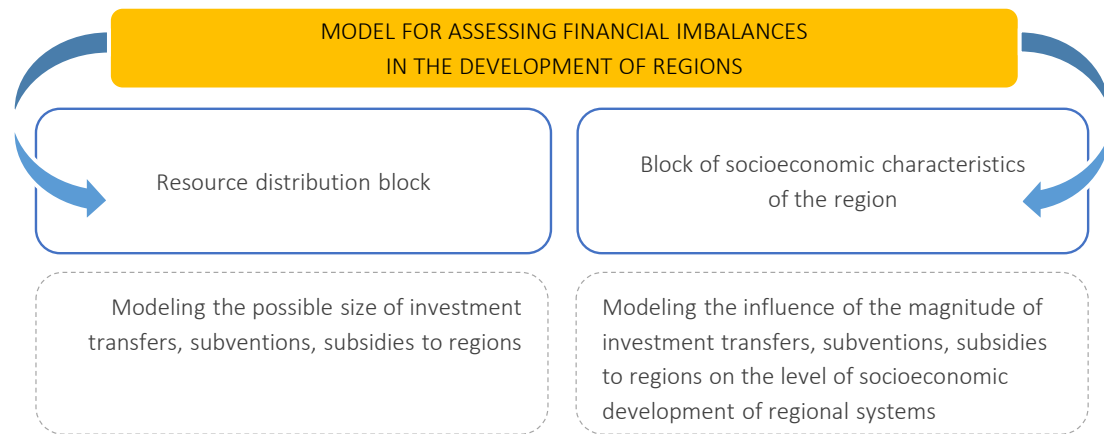 MODEL FOR ASSESSING FINANCIAL IMBALANCES
IN THE DEVELOPMENT OF REGIONS
Resource distribution block
Block of socioeconomic characteristics
of the region
Modeling the possible size of investment
transfers, subventions, subsidies to regions
Modeling the influence of the magnitude of
investment transfers, subventions, subsidies
to regions on the level of socioeconomic
development of regional systems